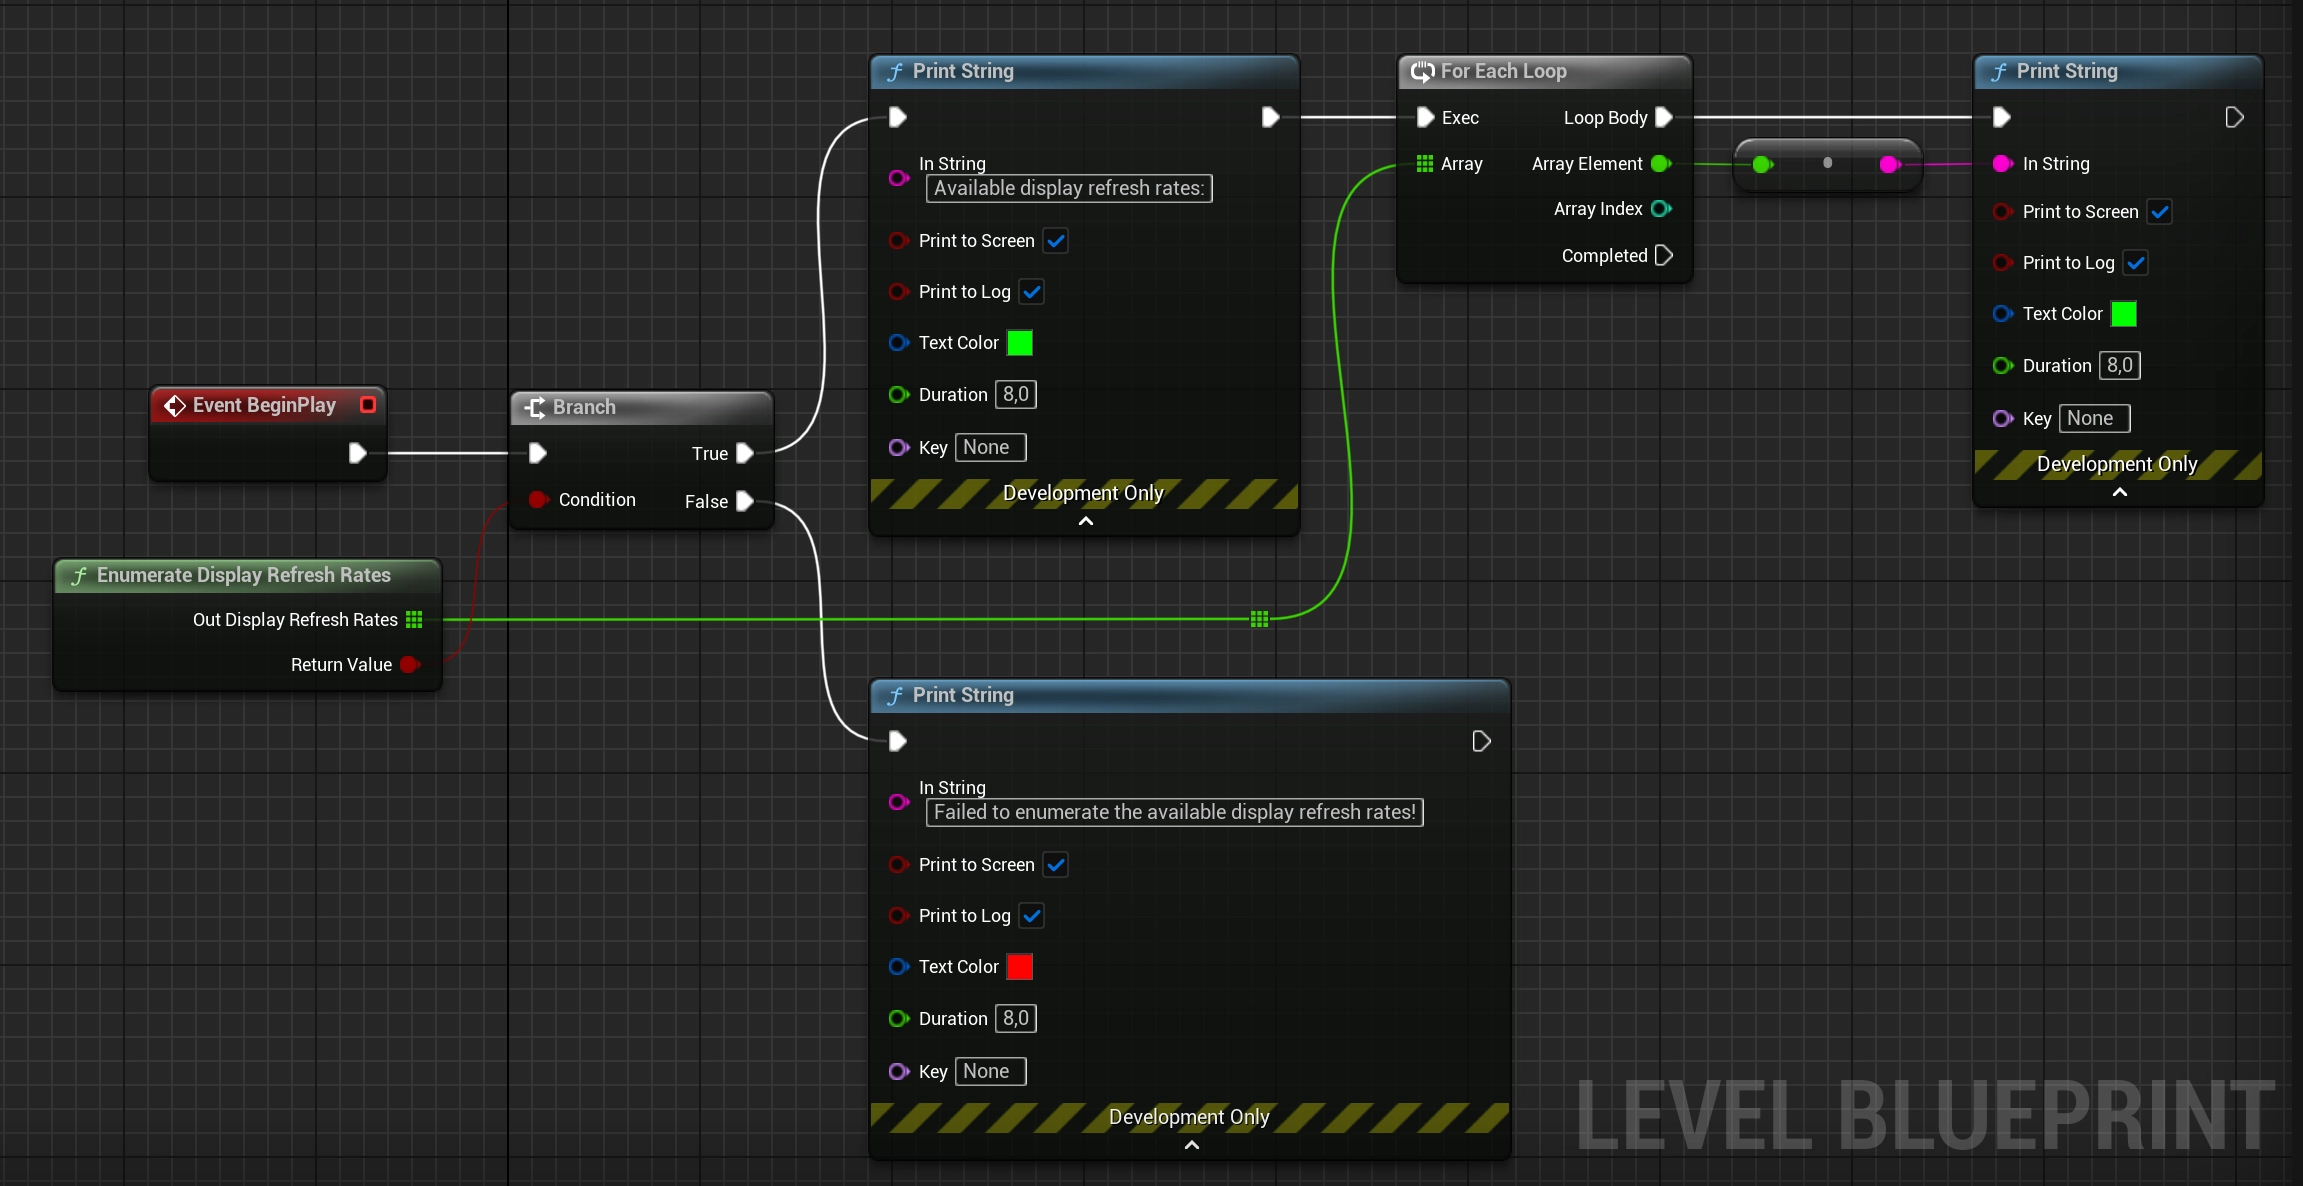 Event BeginPlay
Enumerate Display Refresh Rates
Out Display Refresh Rates
Return Value
Branch
True
Condition
False
Print String
In String
Available display refresh rates:
Print to Screen
Print to Log
Text Color
Duration 8,0
Key None
Development Only
For Each Loop
Exec
Loop Body
Array
Array Element
Array Index
Completed
Print String
In String
Print to Screen
Print to Log
Text Color
Duration 8,0
Key None
Development Only
Print String
In String
Failed to enumerate the available display refresh rates!
Print to Screen
Print to Log
Text Color
Duration 8,0
Key None
Development Only
LEVEL BLUEPRINT